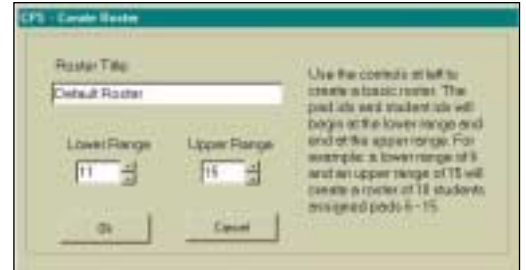 CPS - Create Roster
Roster Title
Default Roster
Lower Range
Upper Range
11
15
Ok
Cancel
Use the controls at left to
create a basic roster. The
pad ids and student ids will
begin at the lower range and
end at the upper range. For
example: a lower range of 6
and an upper range of 15 will
create a roster of 10 students
assigned pads 6 - 15.